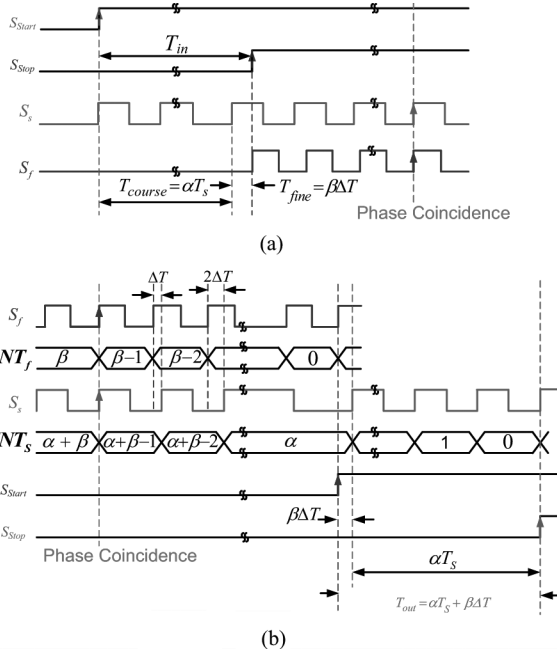 S_Start
T_in
S_Stop
S_s
S_f
T_course = αT_s
T_fine = βΔT
Phase Coincidence
(a)
ΔT 2ΔT
S_f
NT_f β β−1 β−2 0
S_s
NT_S α + β α+β−1 α+β−2 α 1 0
S_Start
βΔT
S_Stop
Phase Coincidence
αT_S
T_out = αT_S + βΔT
(b)